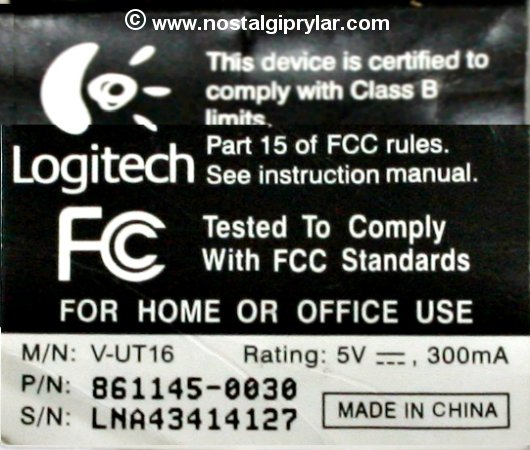 © www.nostalgiprylar.com
This device is certified to
comply with Class B
limits.
Part 15 of FCC rules.
See instruction manual.
Logitech
FC Tested To Comply
With FCC Standards
FOR HOME OR OFFICE USE
M/N: V-UT16 Rating: 5V ⎓, 300mA
P/N: 861145-0030
S/N: LNA43414127
MADE IN CHINA